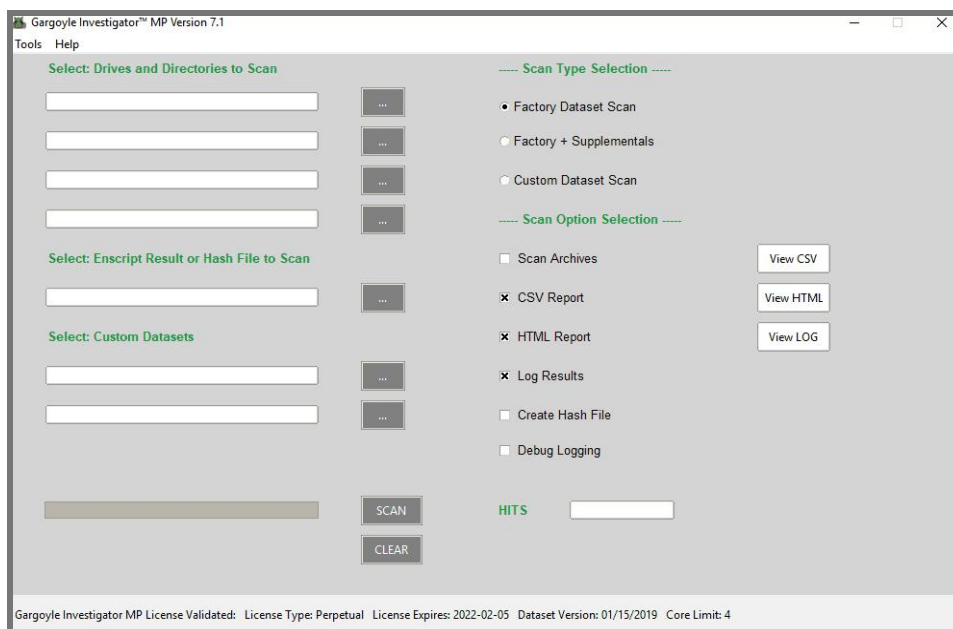 Gargoyle Investigator™ MP Version 7.1
Tools Help
Select: Drives and Directories to Scan
...
...
...
...
Select: Enscript Result or Hash File to Scan
...
Select: Custom Datasets
...
...
SCAN
CLEAR
----- Scan Type Selection -----
Factory Dataset Scan
Factory + Supplementals
Custom Dataset Scan
----- Scan Option Selection -----
Scan Archives
View CSV
CSV Report
View HTML
HTML Report
View LOG
Log Results
Create Hash File
Debug Logging
HITS
Gargoyle Investigator MP License Validated: License Type: Perpetual License Expires: 2022-02-05 Dataset Version: 01/15/2019 Core Limit: 4